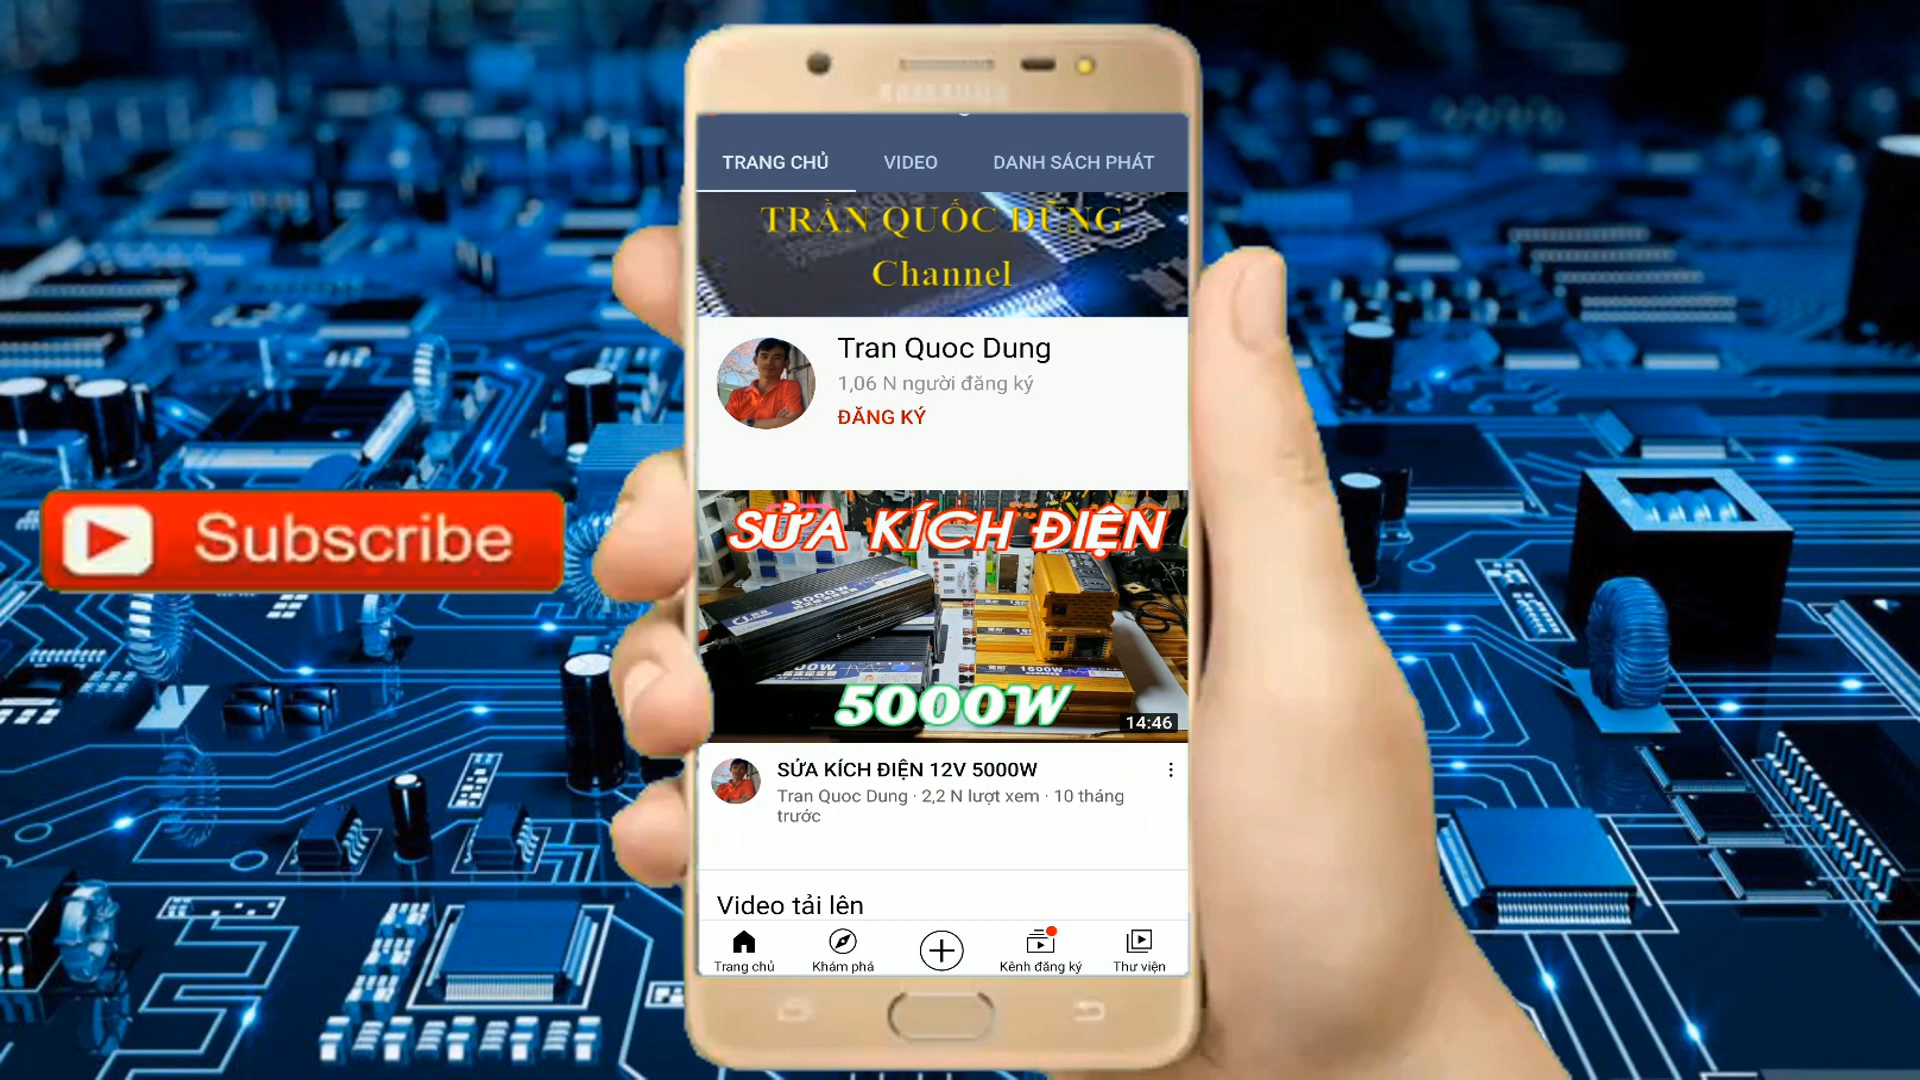 TRANG CHỦ VIDEO DANH SÁCH PHÁT
TRẦN QUỐC DŨNG
Channel
Tran Quoc Dung
1,06 N người đăng ký
ĐĂNG KÝ
Subscribe
SỬA KÍCH ĐIỆN
5000W
1600W
5000W
14:46
SỬA KÍCH ĐIỆN 12V 5000W
Tran Quoc Dung · 2,2 N lượt xem · 10 tháng
trước
Video tải lên
Trang chủ Khám phá Kênh đăng ký Thư viện